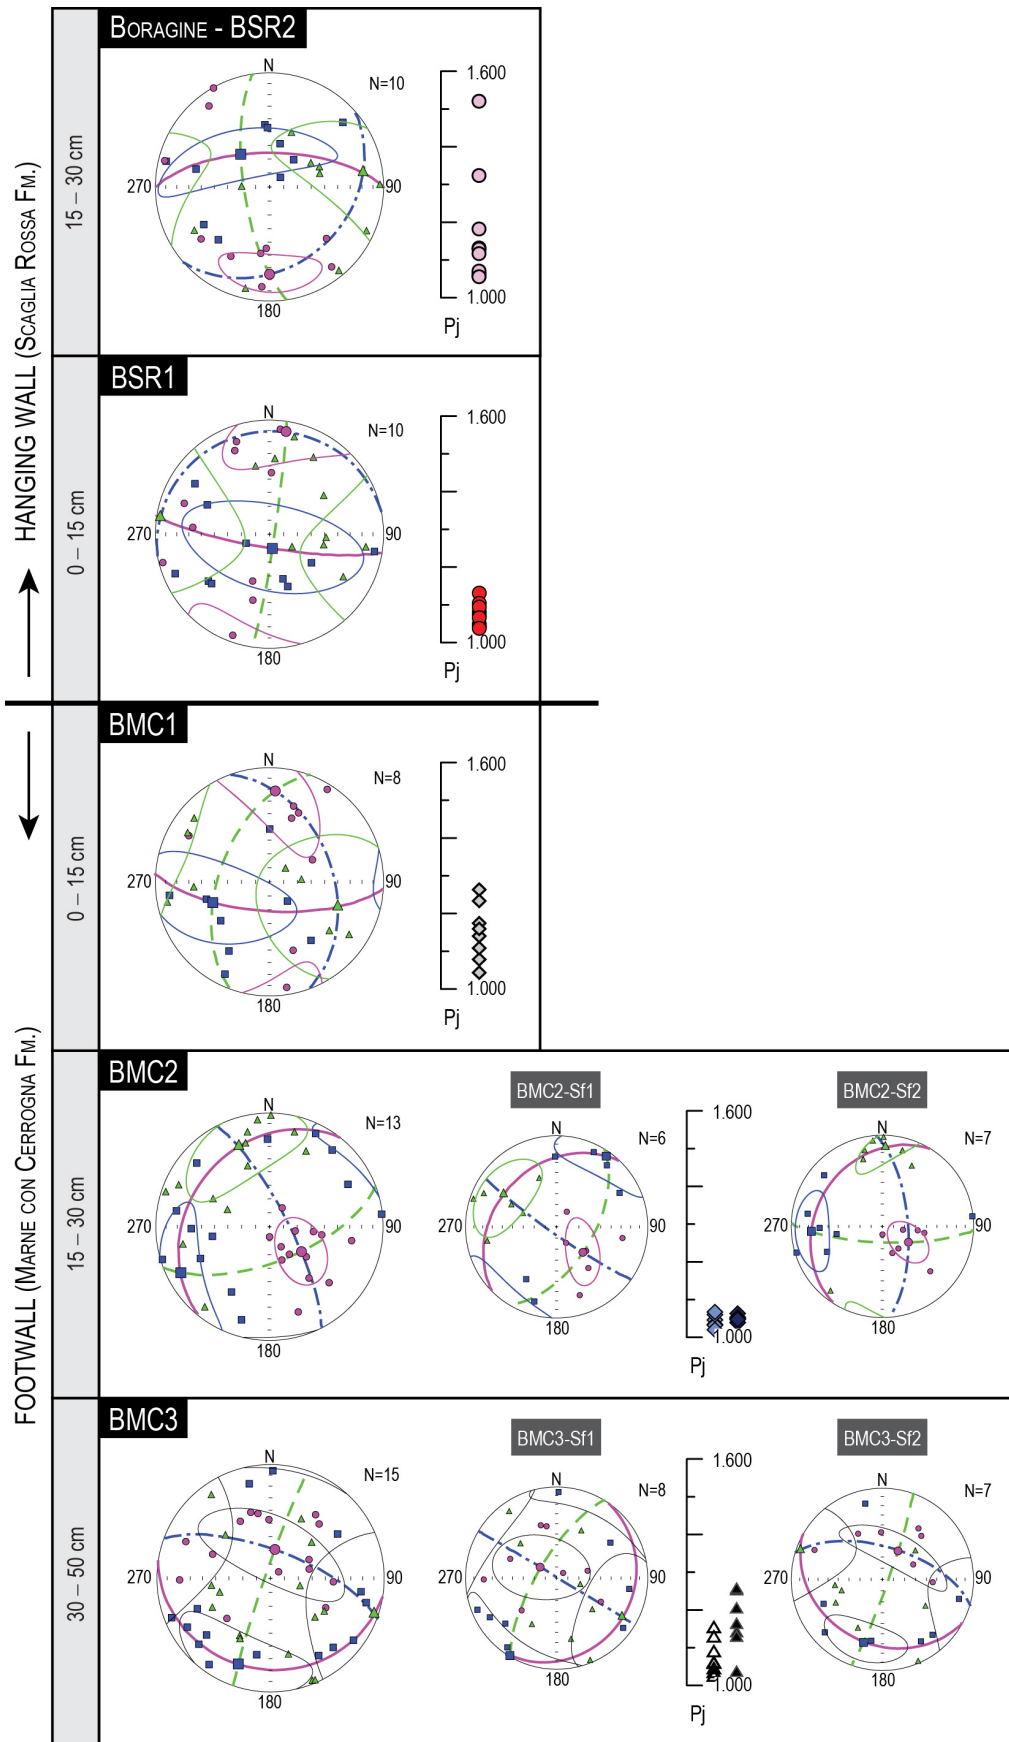 HANGING WALL (SCAGLIA ROSSA FM.)
FOOTWALL (MARNE CON CERROGNA FM.)
15 – 30 cm
BORAGINE - BSR2
N
N=10
270
90
180
1.600
1.000
Pj
0 – 15 cm
BSR1
N
N=10
270
90
180
1.600
1.000
Pj
0 – 15 cm
BMC1
N
N=8
270
90
180
1.600
1.000
Pj
15 – 30 cm
BMC2
N
N=13
270
90
180
BMC2-Sf1
N
N=6
270
90
180
1.600
1.000
Pj
BMC2-Sf2
N
N=7
270
90
180
30 – 50 cm
BMC3
N
N=15
270
90
180
BMC3-Sf1
N
N=8
270
90
180
1.600
1.000
Pj
BMC3-Sf2
N
N=7
270
90
180